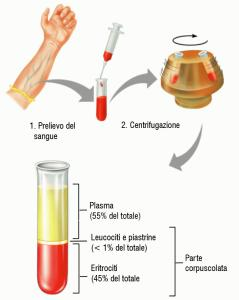 1. Prelievo del
sangue
2. Centrifugazione
Plasma
(55% del totale)
Leucociti e piastrine
(< 1% del totale)
Eritrociti
(45% del totale
Parte
corpuscolata